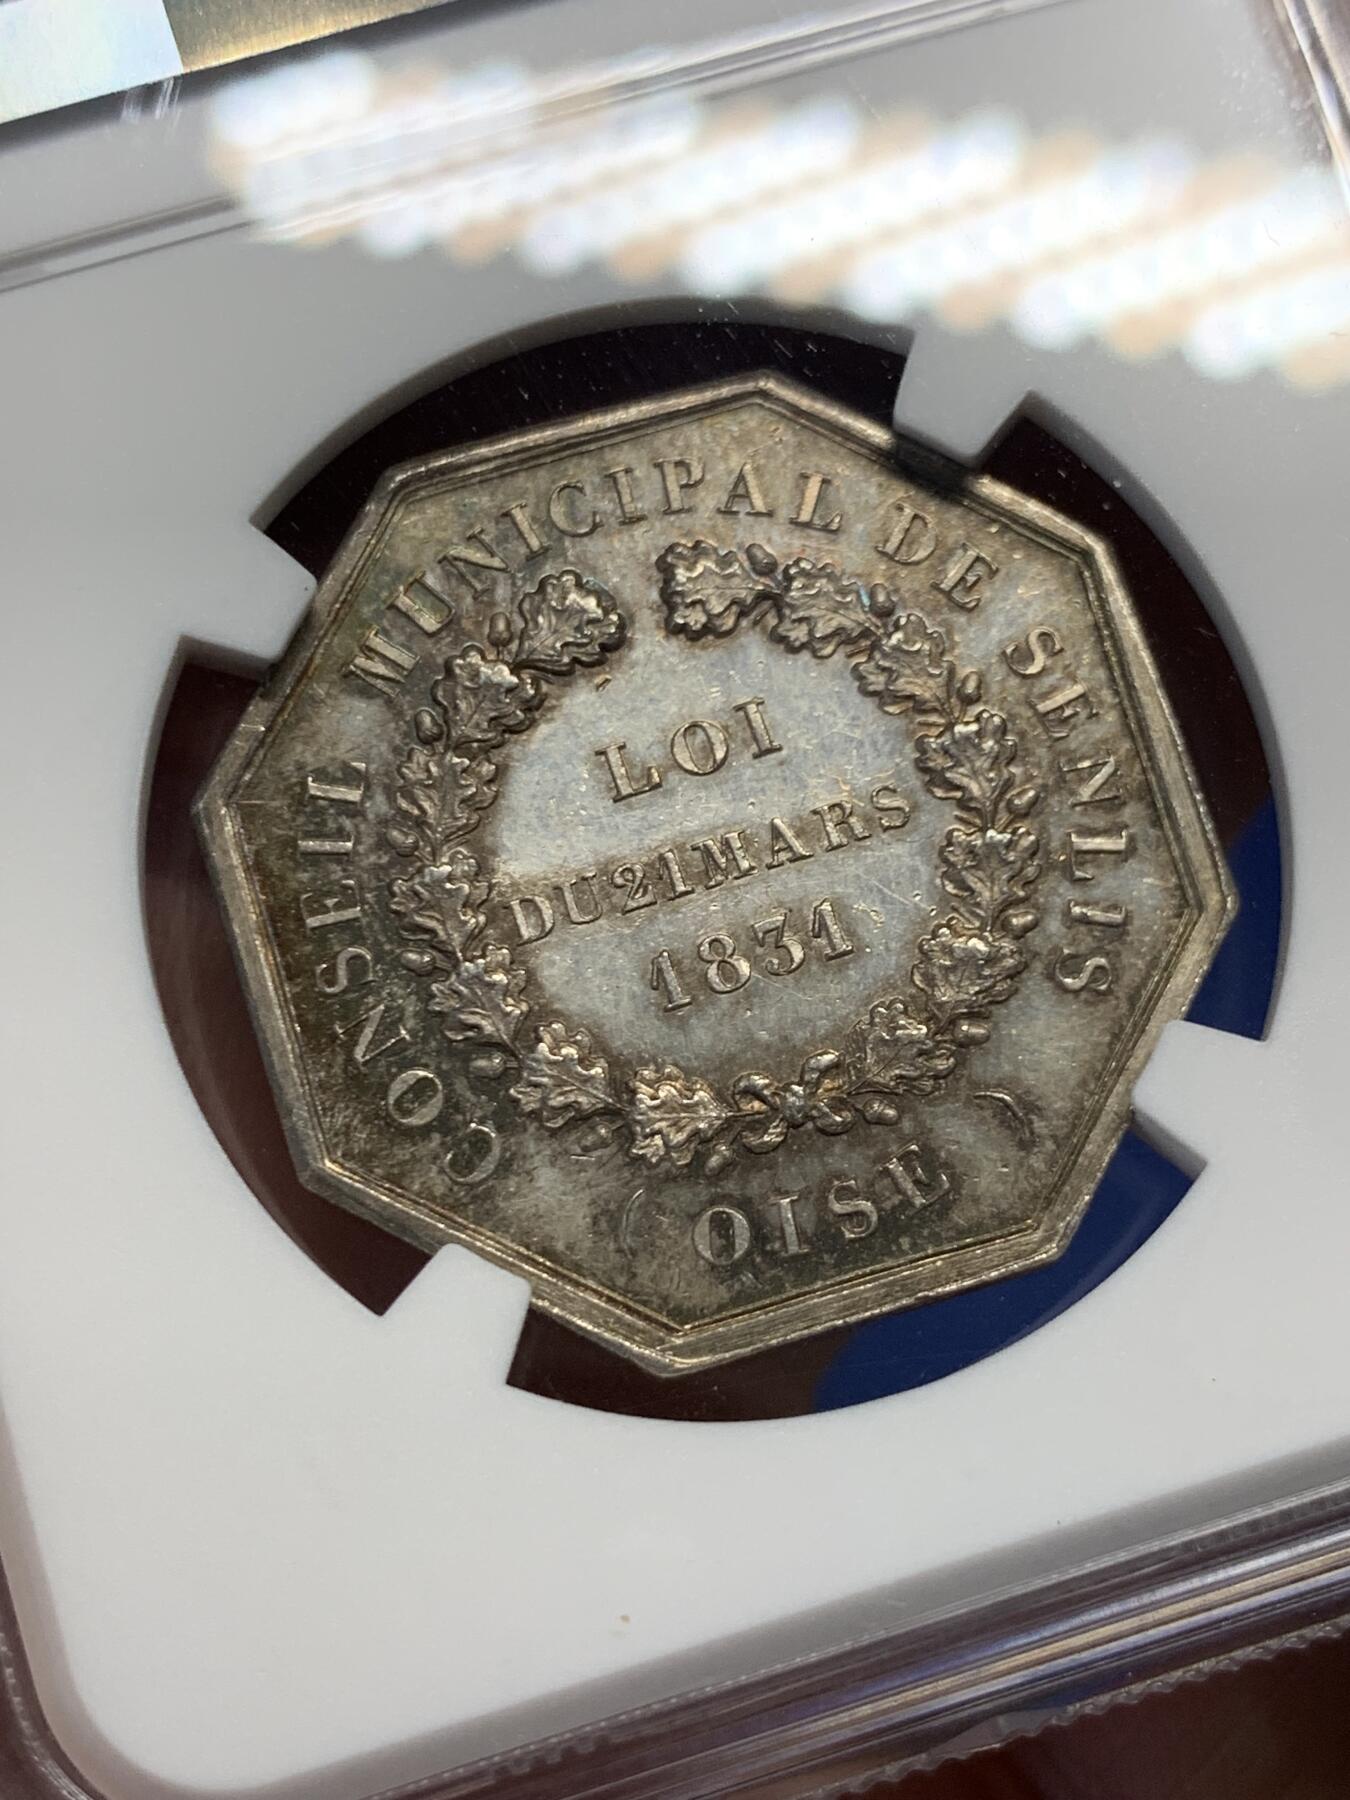 CONSEIL MUNICIPAL DE SENLIS
LOI
DU 21 MARS
1831
( OISE )